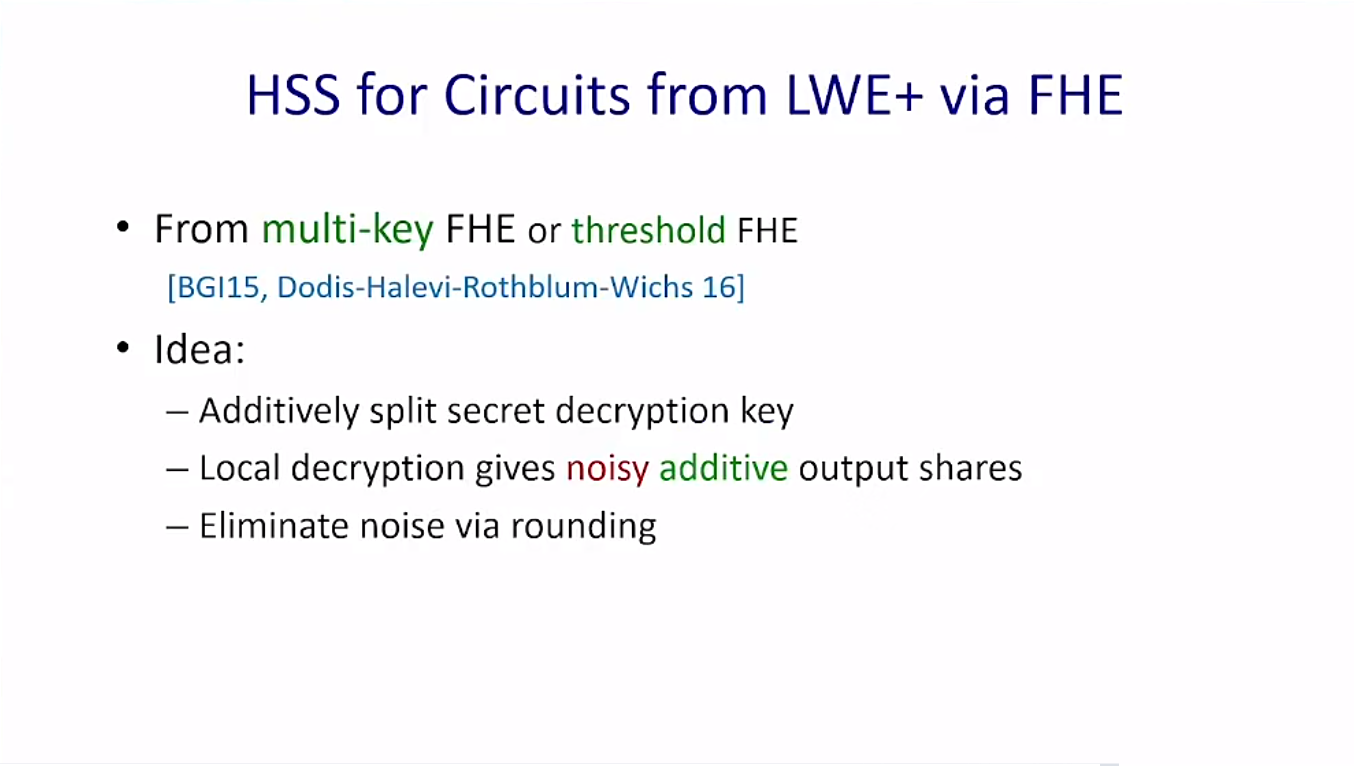 HSS for Circuits from LWE+ via FHE
• From multi-key FHE or threshold FHE
[BGI15, Dodis-Halevi-Rothblum-Wichs 16]
• Idea:
– Additively split secret decryption key
– Local decryption gives noisy additive output shares
– Eliminate noise via rounding